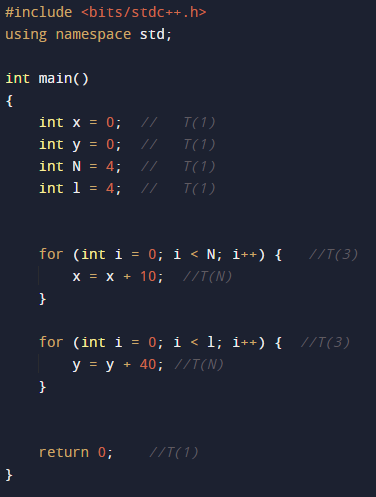 #include <bits/stdc++.h>
using namespace std;
int main()
{
int x = 0; // T(1)
int y = 0; // T(1)
int N = 4; // T(1)
int l = 4; // T(1)
for (int i = 0; i < N; i++) { //T(3)
x = x + 10; //T(N)
}
for (int i = 0; i < l; i++) { //T(3)
y = y + 40; //T(N)
}
return 0; //T(1)
}